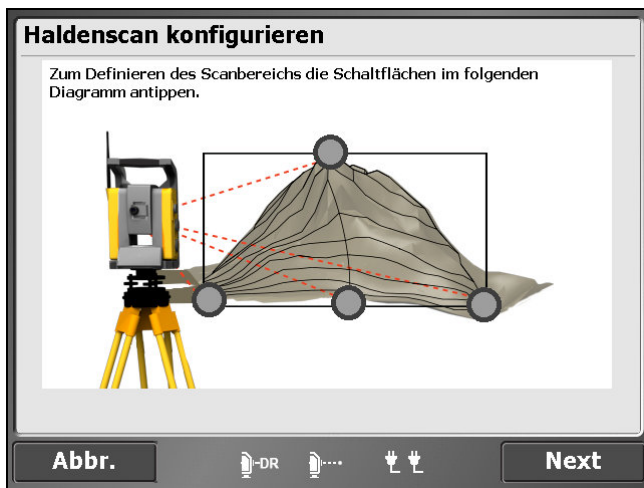 Haldenscan konfigurieren
Zum Definieren des Scanbereichs die Schaltflächen im folgenden
Diagramm antippen.
Abbr.
-DR
Next